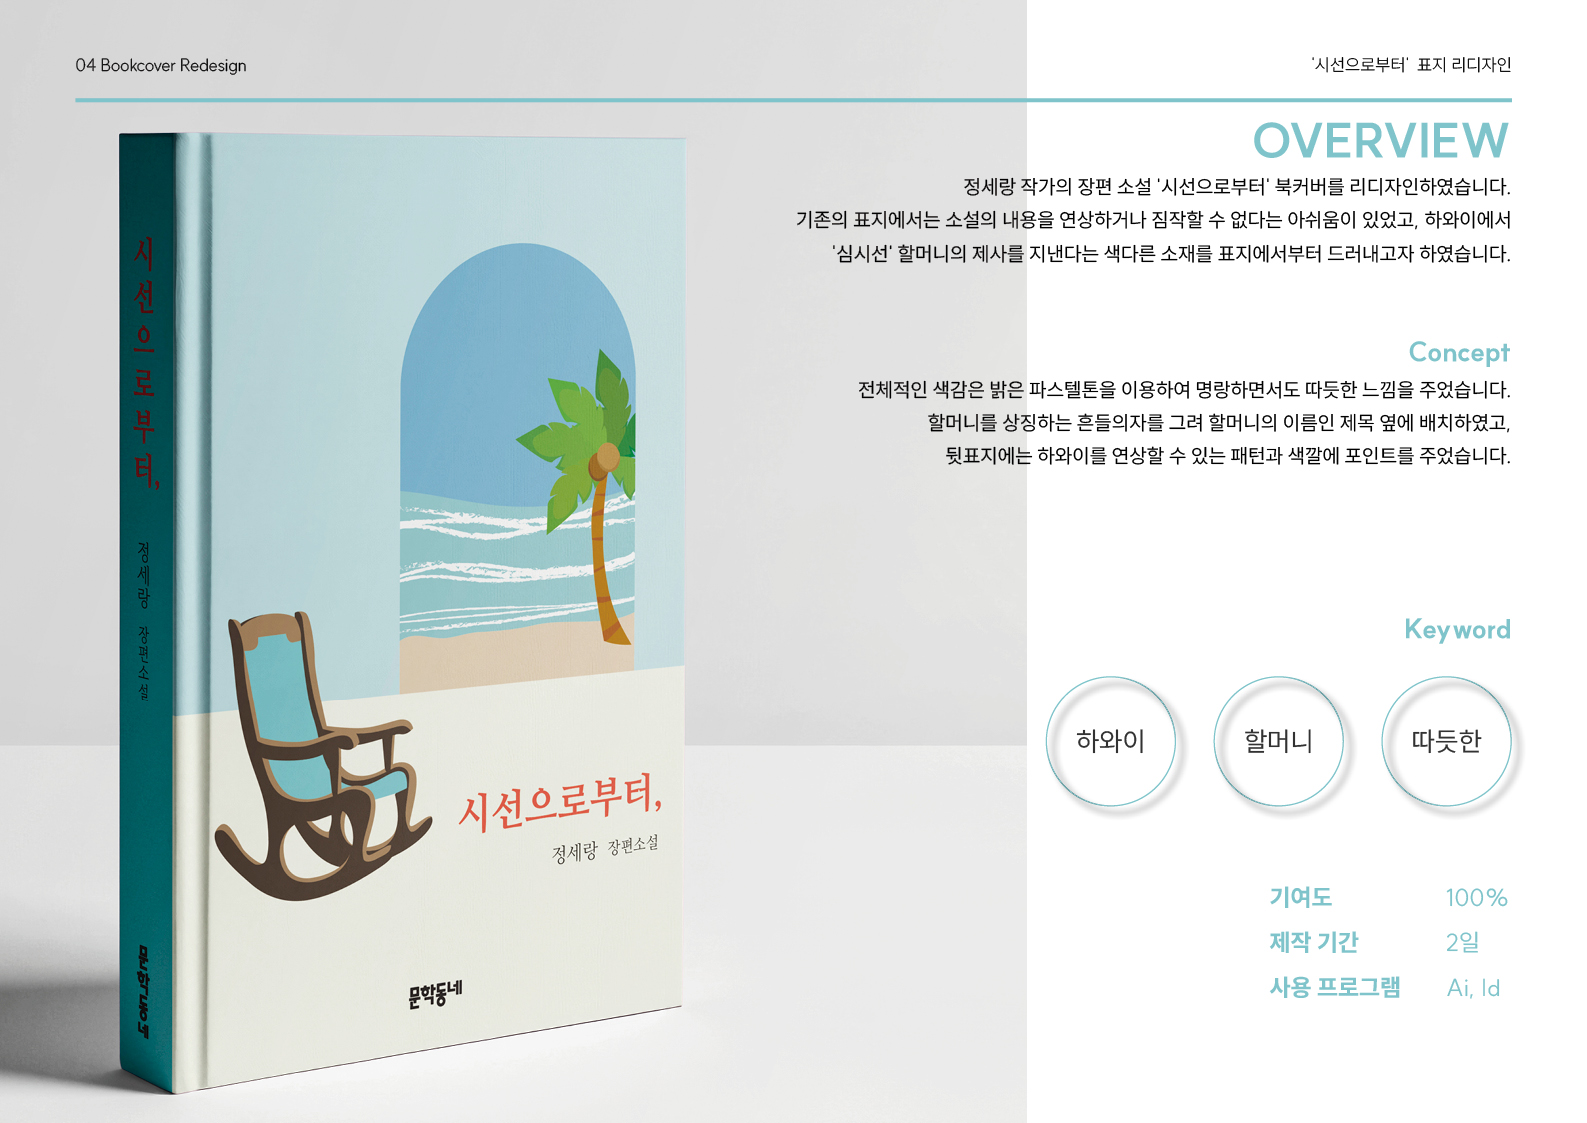 04 Bookcover Redesign
'시선으로부터' 표지 리디자인
OVERVIEW
정세랑 작가의 장편 소설 '시선으로부터' 북커버를 리디자인하였습니다.
기존의 표지에서는 소설의 내용을 연상하거나 짐작할 수 없다는 아쉬움이 있었고, 하와이에서
'심시선' 할머니의 제사를 지낸다는 색다른 소재를 표지에서부터 드러내고자 하였습니다.
Concept
전체적인 색감은 밝은 파스텔톤을 이용하여 명랑하면서도 따듯한 느낌을 주었습니다.
할머니를 상징하는 흔들의자를 그려 할머니의 이름인 제목 옆에 배치하였고,
뒷표지에는 하와이를 연상할 수 있는 패턴과 색깔에 포인트를 주었습니다.
Keyword
하와이
할머니
따듯한
기여도 100%
제작 기간 2일
사용 프로그램 Ai, Id
시선으로부터,
정세랑 장편소설
문학동네
시선으로부터,
정세랑 장편소설
문학동네